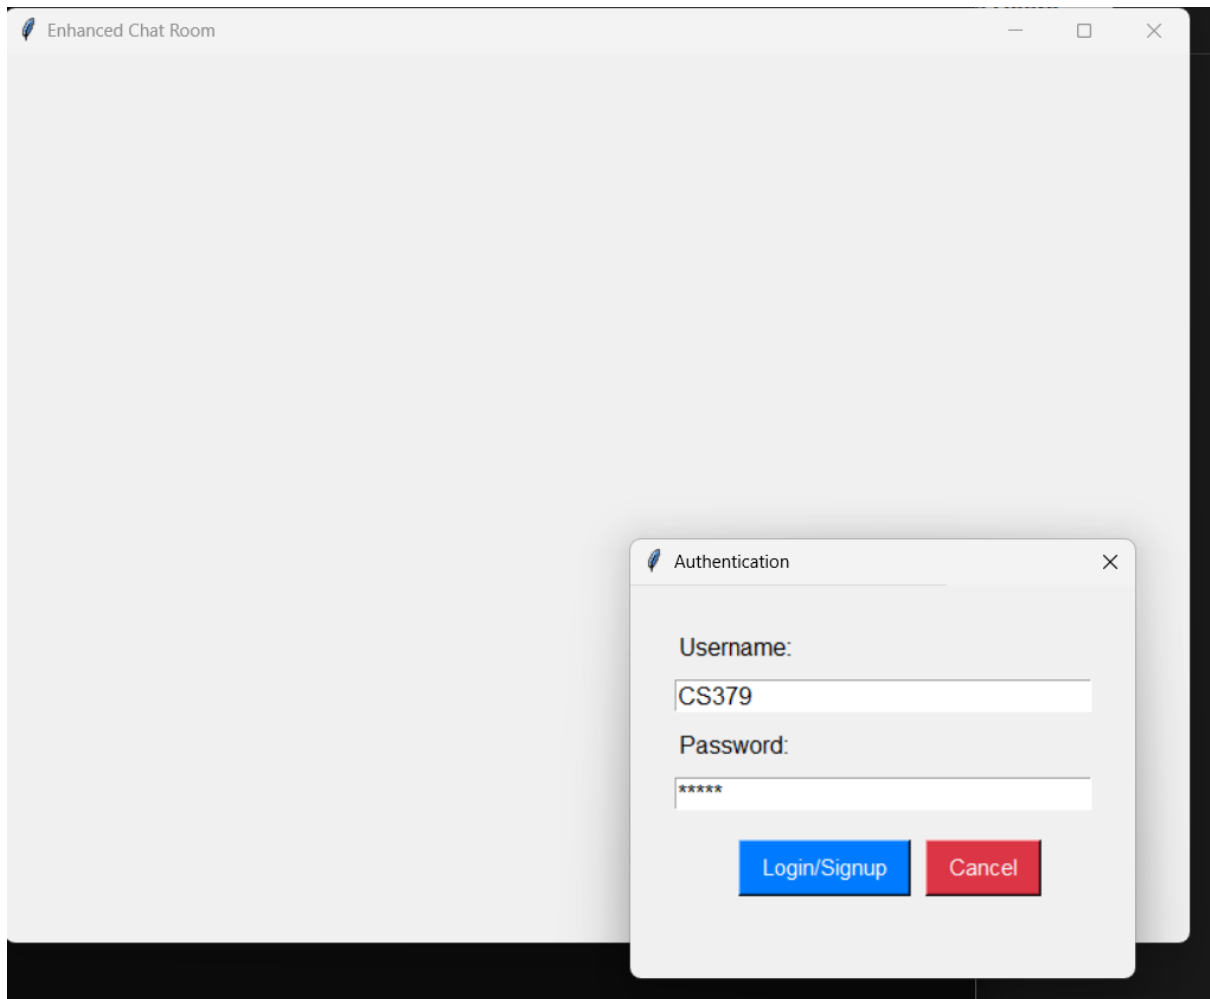 Enhanced Chat Room
Authentication
Username:
CS379
Password:
*****
Login/Signup
Cancel